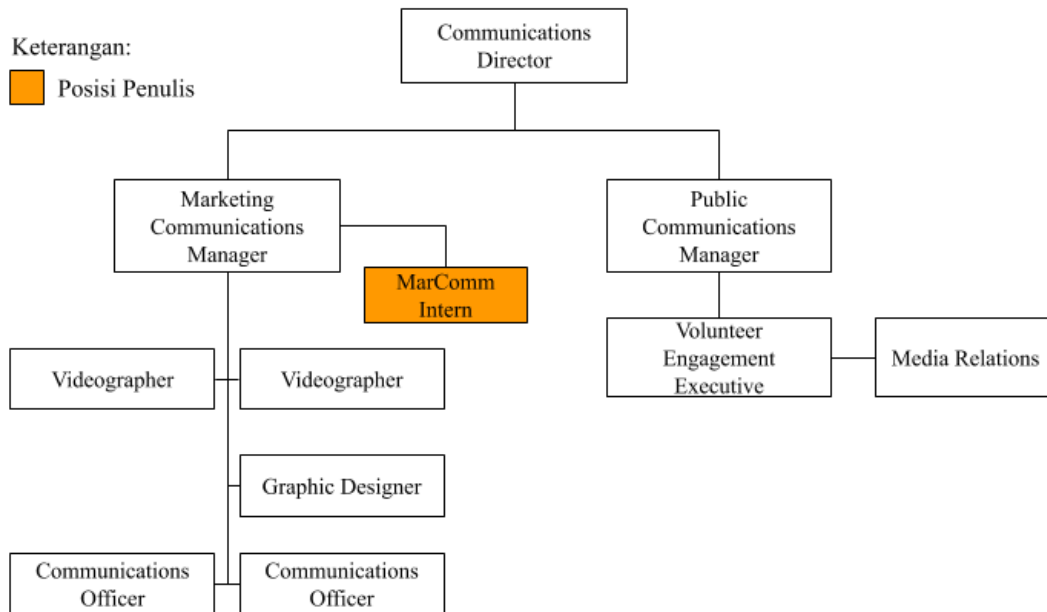 Communications
Director
Keterangan:
Posisi Penulis
Marketing
Communications
Manager
Public
Communications
Manager
MarComm
Intern
Volunteer
Engagement
Executive
Media Relations
Videographer
Videographer
Graphic Designer
Communications
Officer
Communications
Officer